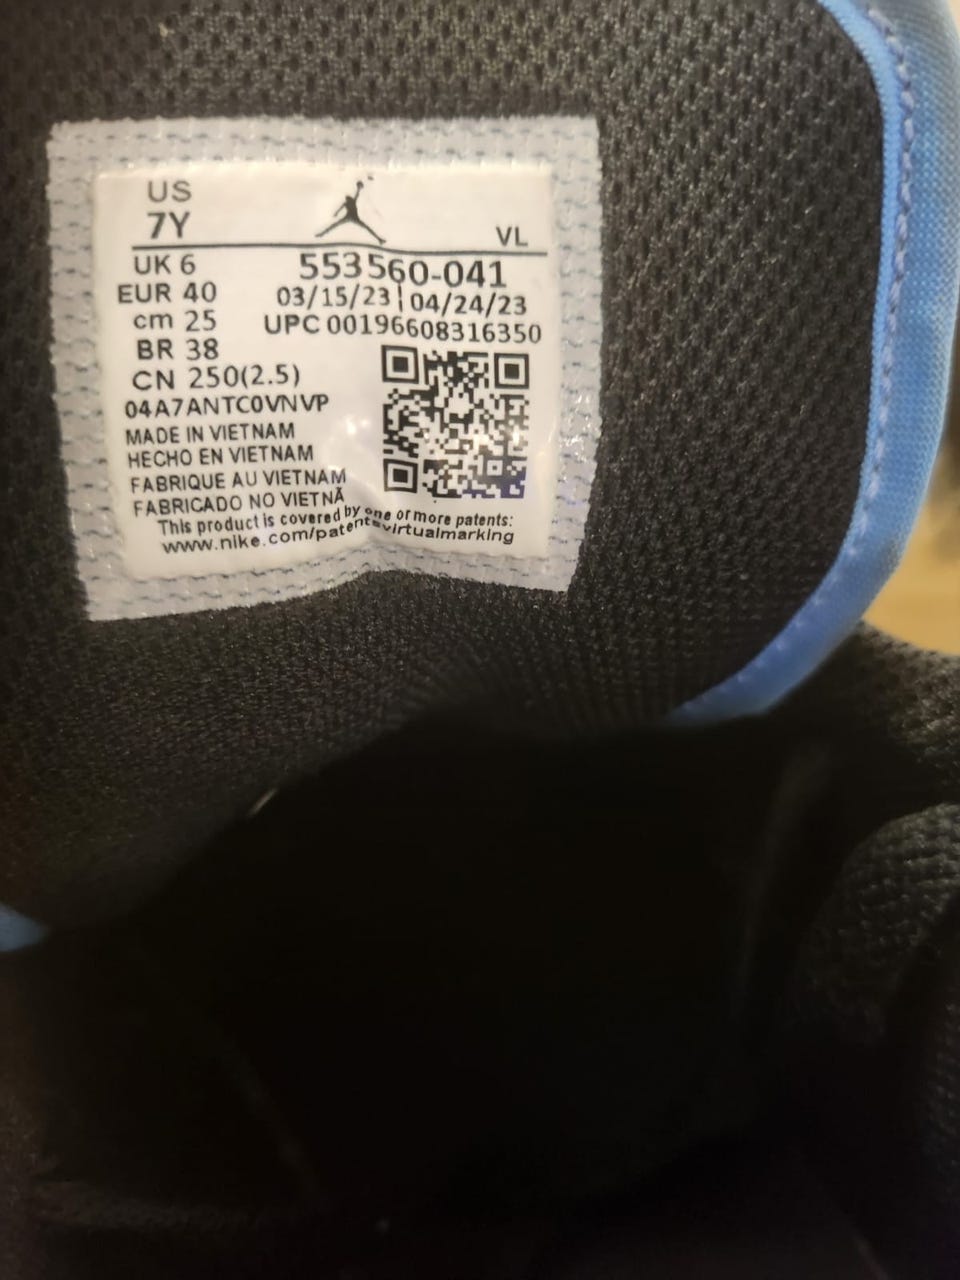 US
7Y
VL
UK 6
EUR 40
cm 25
BR 38
CN 250(2.5)
553560-041
03/15/23 04/24/23
UPC 00196608316350
04A7ANTC0VNVP
MADE IN VIETNAM
HECHO EN VIETNAM
FABRIQUE AU VIETNAM
FABRICADO NO VIETNÃ
This product is covered by one or more patents:
www.nike.com/patentsvirtualmarking